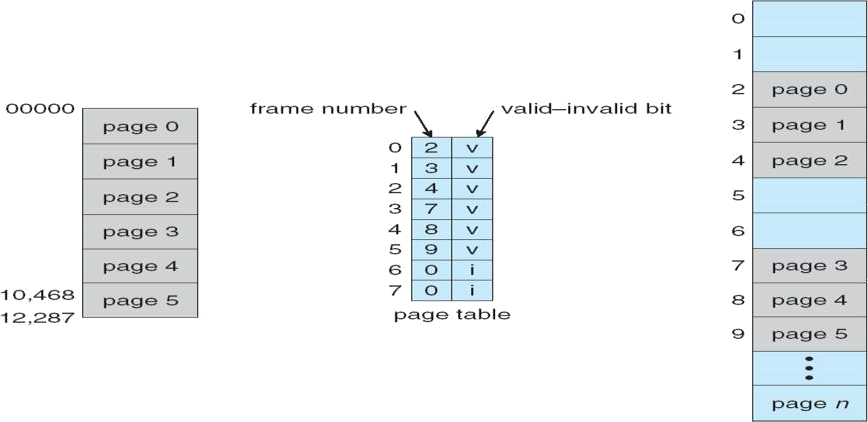 00000
page 0
page 1
page 2
page 3
page 4
page 5
10,468
12,287
frame number
valid–invalid bit
0 2 v
1 3 v
2 4 v
3 7 v
4 8 v
5 9 v
6 0 i
7 0 i
page table
0
1
2 page 0
3 page 1
4 page 2
5
6
7 page 3
8 page 4
9 page 5
page n